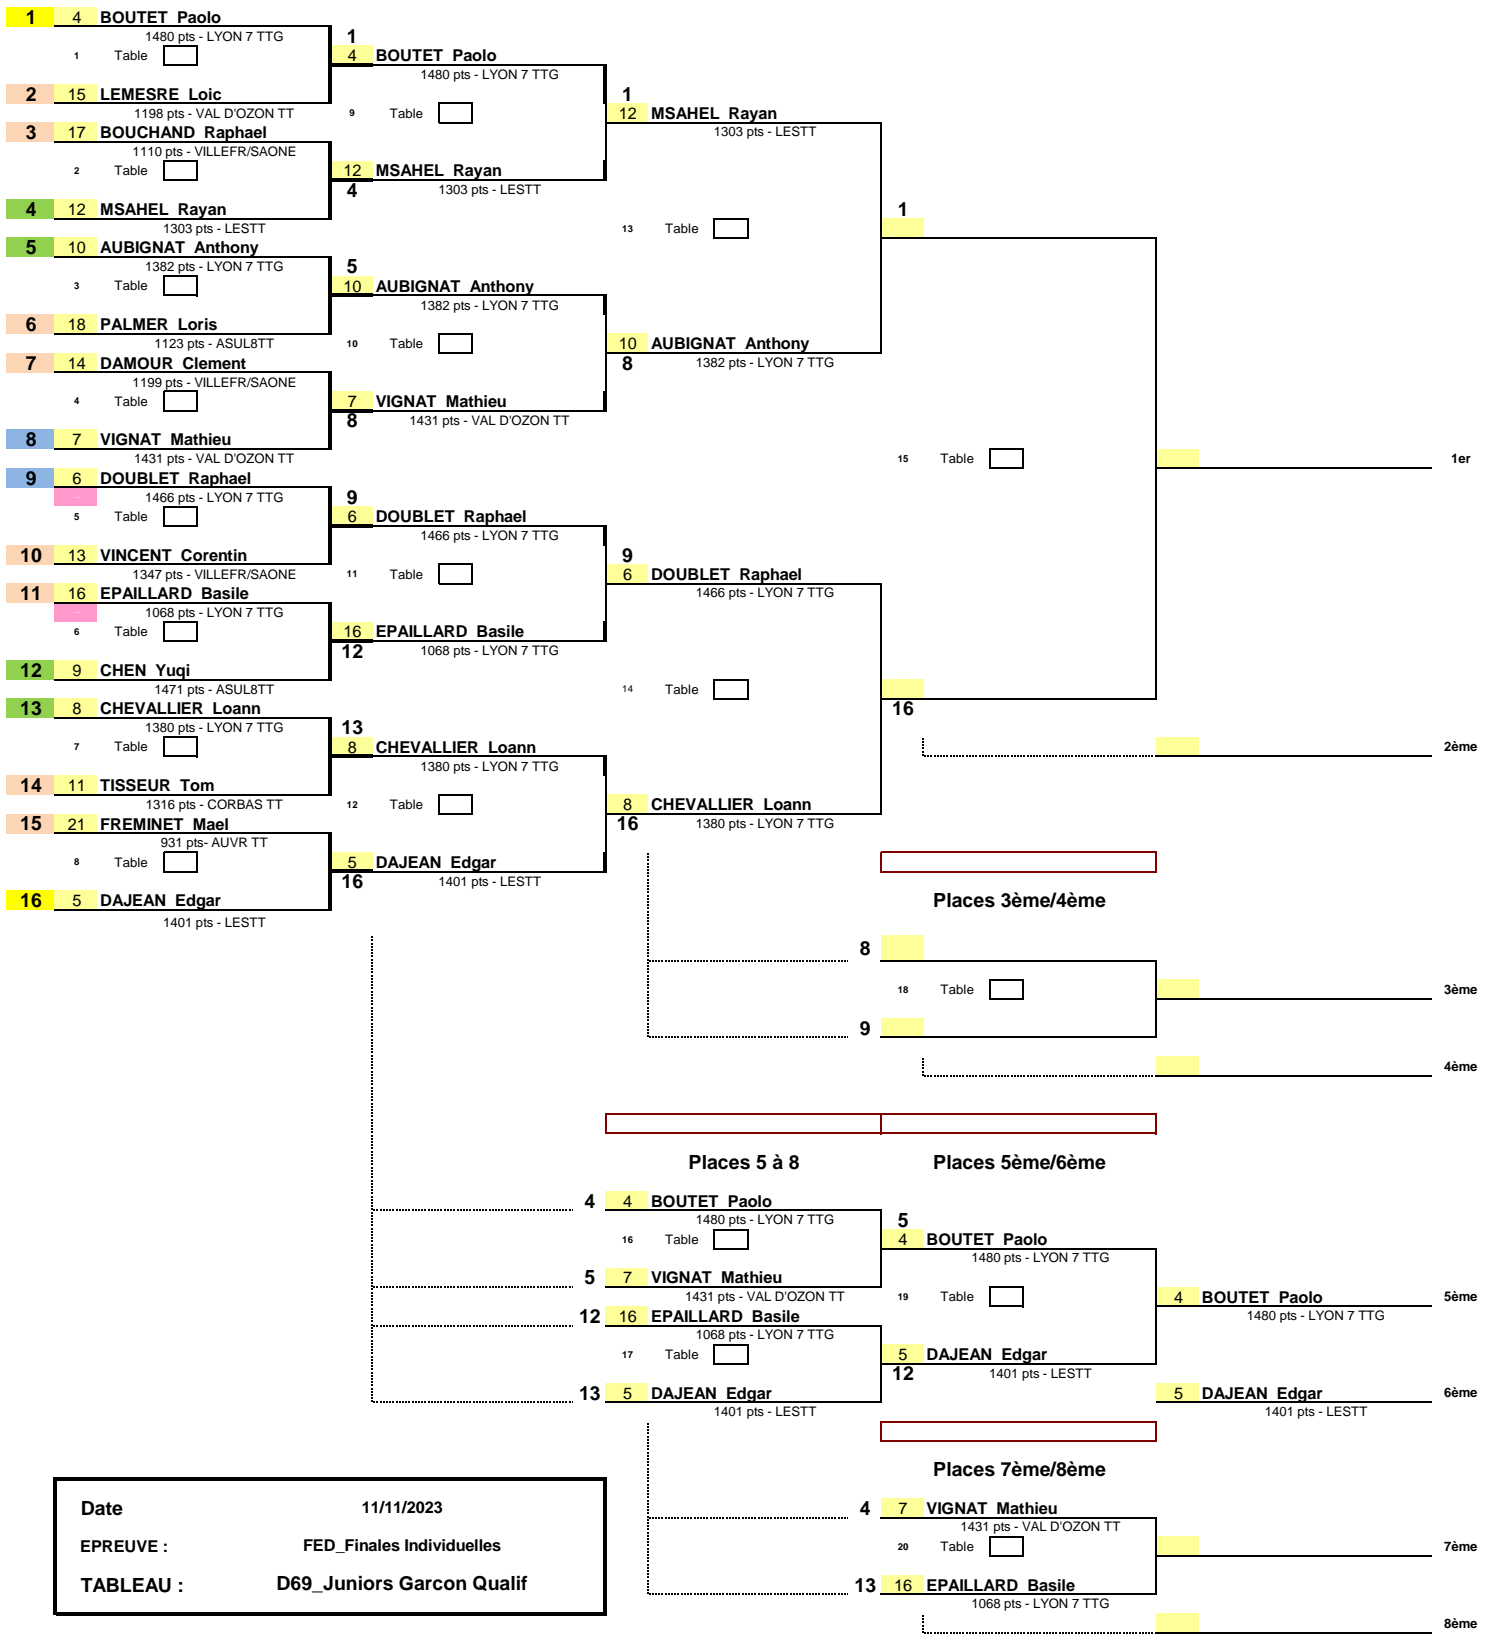 1 4 BOUTET Paolo
1480 pts - LYON 7 TTG 1
1 Table 4 BOUTET Paolo
1480 pts - LYON 7 TTG
2 15 LEMESRE Loic 1
1198 pts - VAL D'OZON TT 9 Table 12 MSAHEL Rayan
3 17 BOUCHAND Raphael 1303 pts - LESTT
1110 pts - VILLEFR/SAONE
2 Table 12 MSAHEL Rayan
4 1303 pts - LESTT
4 12 MSAHEL Rayan 1
1303 pts - LESTT 13 Table
5 10 AUBIGNAT Anthony
1382 pts - LYON 7 TTG 5
3 Table 10 AUBIGNAT Anthony
1382 pts - LYON 7 TTG
6 18 PALMER Loris
1123 pts - ASUL8TT 10 Table 10 AUBIGNAT Anthony
7 14 DAMOUR Clement 8 1382 pts - LYON 7 TTG
1199 pts - VILLEFR/SAONE
4 Table 7 VIGNAT Mathieu
8 1431 pts - VAL D'OZON TT
8 7 VIGNAT Mathieu
1431 pts - VAL D'OZON TT 15 Table 1er
9 6 DOUBLET Raphael
1466 pts - LYON 7 TTG 9
5 Table 6 DOUBLET Raphael
1466 pts - LYON 7 TTG
10 13 VINCENT Corentin 9
1347 pts - VILLEFR/SAONE 11 Table 6 DOUBLET Raphael
11 16 EPAILLARD Basile 1466 pts - LYON 7 TTG
1068 pts - LYON 7 TTG
6 Table 16 EPAILLARD Basile
12 1068 pts - LYON 7 TTG
12 9 CHEN Yuqi
1471 pts - ASUL8TT 14 Table
13 8 CHEVALLIER Loann 16
1380 pts - LYON 7 TTG 13
7 Table 8 CHEVALLIER Loann 2ème
1380 pts - LYON 7 TTG
14 11 TISSEUR Tom
1316 pts - CORBAS TT 12 Table 8 CHEVALLIER Loann
15 21 FREMINET Mael 16 1380 pts - LYON 7 TTG
931 pts- AUVR TT
8 Table 5 DAJEAN Edgar
16 1401 pts - LESTT
16 5 DAJEAN Edgar Places 3ème/4ème
1401 pts - LESTT
8
18 Table 3ème
9
4ème
Places 5 à 8 Places 5ème/6ème
4 4 BOUTET Paolo
1480 pts - LYON 7 TTG 5
16 Table 4 BOUTET Paolo
1480 pts - LYON 7 TTG
5 7 VIGNAT Mathieu
1431 pts - VAL D'OZON TT 19 Table 4 BOUTET Paolo 5ème
12 16 EPAILLARD Basile 1480 pts - LYON 7 TTG
1068 pts - LYON 7 TTG
17 Table 5 DAJEAN Edgar
12 1401 pts - LESTT
13 5 DAJEAN Edgar 5 DAJEAN Edgar 6ème
1401 pts - LESTT 1401 pts - LESTT
Places 7ème/8ème
Date 11/11/2023 4 7 VIGNAT Mathieu
1431 pts - VAL D'OZON TT
EPREUVE : FED_Finales Individuelles 20 Table 7ème
TABLEAU : D69_Juniors Garcon Qualif 13 16 EPAILLARD Basile
1068 pts - LYON 7 TTG
8ème